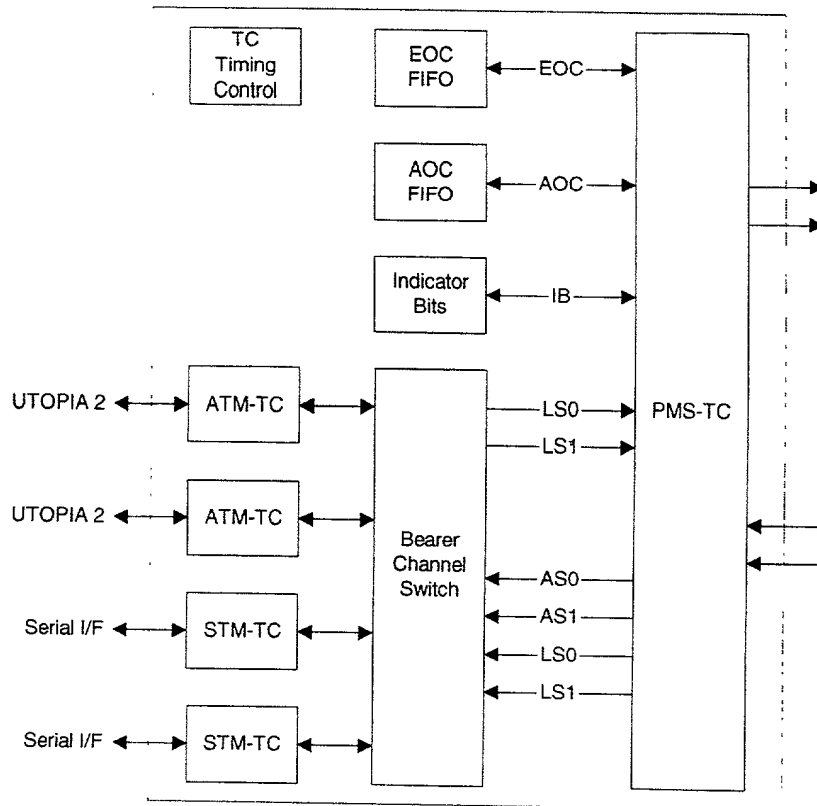 TC
Timing
Control
EOC
FIFO
EOC
AOC
FIFO
AOC
Indicator
Bits
IB
UTOPIA 2
ATM-TC
LS0
PMS-TC
LS1
UTOPIA 2
ATM-TC
Bearer
Channel
Switch
AS0
AS1
Serial I/F
STM-TC
LS0
LS1
Serial I/F
STM-TC